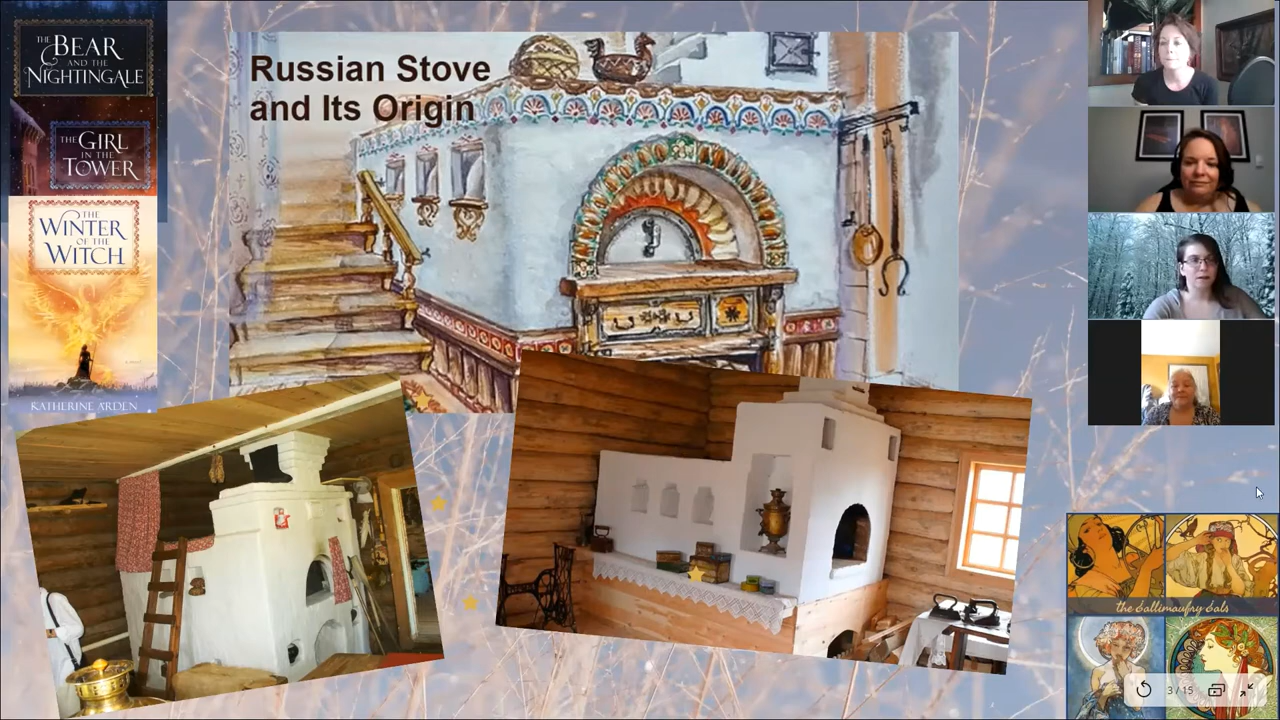 THE
BEAR
AND THE
NIGHTINGALE
THE
GIRL
IN THE
TOWER
THE
WINTER
OF THE
WITCH
KATHERINE ARDEN
Russian Stove
and Its Origin
the Gallimaufry Gals
3 / 15